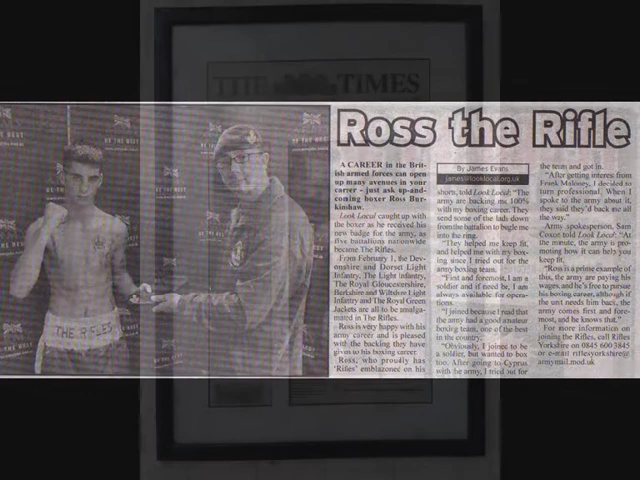 THE TIMES
BE THE BEST
THE RIFLES
Ross the Rifle
A CAREER in the Brit-
ish armed forces can open
up many avenues in your
career - just ask up-and-
coming boxer Ross Bur-
kinshaw.
Look Local caught up with
the boxer as he received his
new badge for the army, as
five battalions nationwide
became The Rifles.
From February 1, the Dev-
onshire and Dorset Light
Infantry, The Light infantry,
The Royal Gloucestershire,
Berkshire and Wiltshire Light
Infantry and The Royal Green
Jackets are all to be amalga-
mated in The Rifles.
Ross is very happy with his
army career and is pleased
with the backing they have
given to his boxing career.
Ross, who proudly has
'Rifles' emblazoned on his
By James Evans
james@looklocal.org.uk
shorts, told Look Local: "The
army are backing me 100%
with my boxing career. They
send some of the lads down
from the battalion to bugle me
into the ring.
"They helped me keep fit,
and helped me with my box-
ing since I tried out for the
army boxing team.
"First and foremost, I am a
soldier and if need be, I am
always available for opera-
tions.
"I joined because I read that
the army had a good amateur
boxing team, one of the best
in the country.
"Obviously, I joined to be
a soldier, but wanted to box
too. After going to Cyprus
with the army, I tried out for
the team and got in.
"After getting interest from
Frank Maloney, I decided to
turn professional. When I
spoke to the army about it,
they said they'd back me all
the way."
Army spokesperson, Sam
Coxon told Look Local: "At
the minute, the army is pro-
moting how it can help you
keep fit.
"Ross is a prime example of
this, the army are paying his
wages, and he's free to pursue
his boxing career, although if
the unit needs him back, the
army comes first and fore-
most, and he knows that."
For more information on
joining the Rifles, call Rifles
Yorkshire on 0845 600 3845
or e-mail riflesyorkshire@
armymail.mod.uk